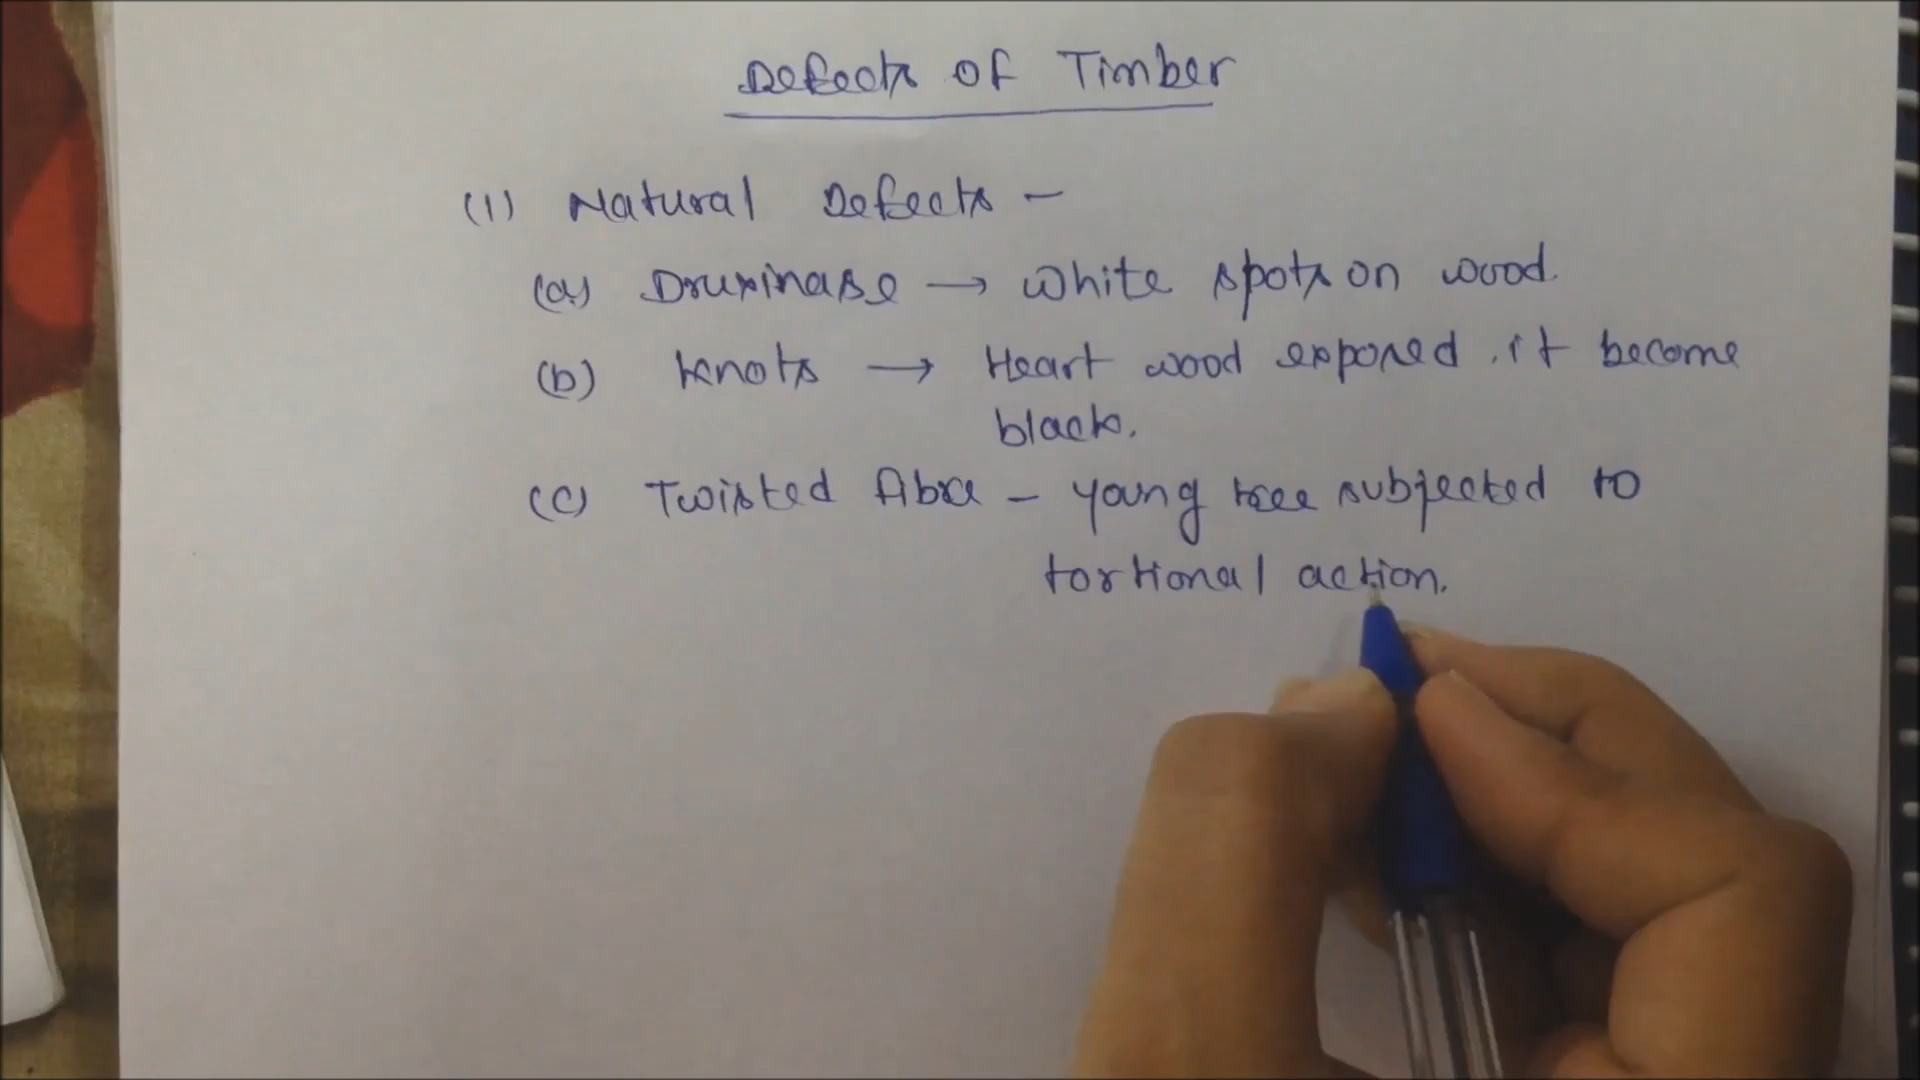 Defects of Timber
(1) Natural Defects -
(a) Druxinase → White spots on wood.
(b) Knots → Heart wood exposed. it become
black.
(c) Twisted Fibre - young tree subjected to
tortional action.